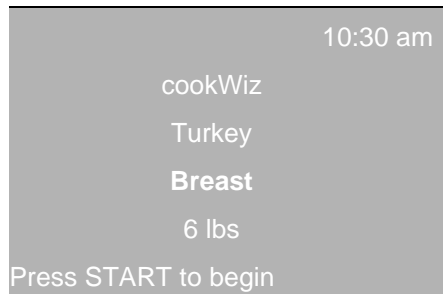 10:30 am
cookWiz
Turkey
Breast
6 lbs
Press START to begin